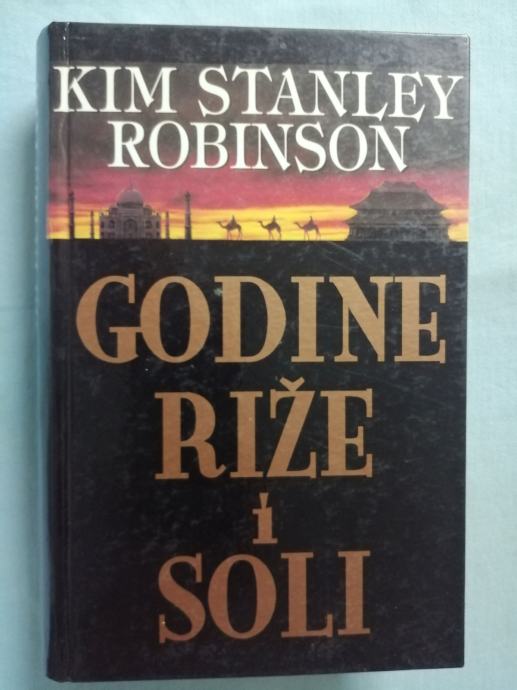 KIM STANLEY
ROBINSON
GODINE
RIŽE
i
SOLI